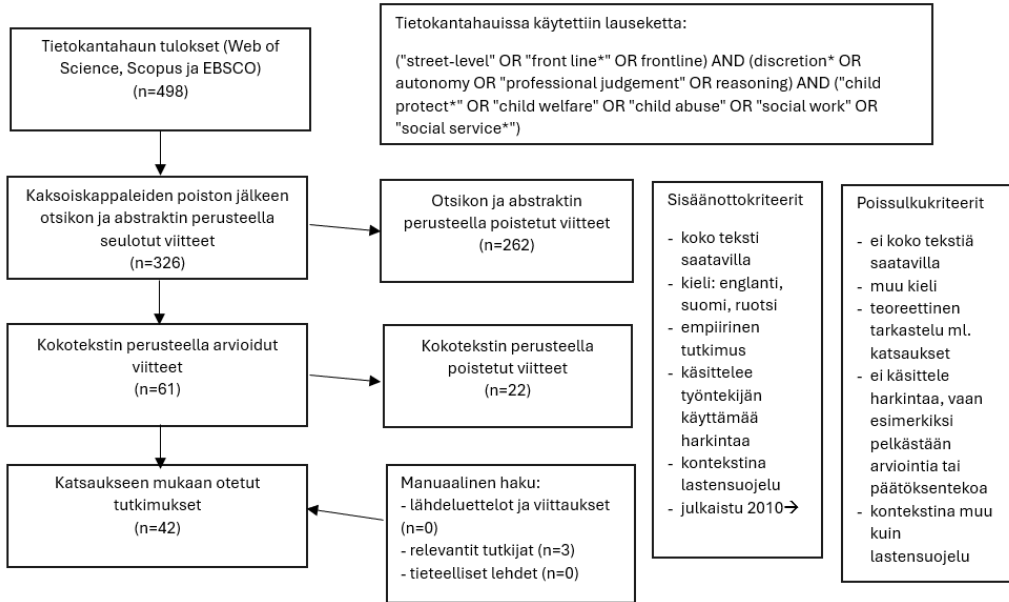 Tietokantahaun tulokset (Web of
Science, Scopus ja EBSCO)
(n=498)
Tietokantahauissa käytettiin lauseketta:
("street-level" OR "front line*" OR frontline) AND (discretion* OR
autonomy OR "professional judgement" OR reasoning) AND ("child
protect*" OR "child welfare" OR "child abuse" OR "social work" OR
"social service*")
Kaksoiskappaleiden poiston jälkeen
otsikon ja abstraktin perusteella
seulotut viitteet
(n=326)
Otsikon ja abstraktin
perusteella poistetut viitteet
(n=262)
Kokotekstin perusteella arvioidut
viitteet
(n=61)
Kokotekstin perusteella
poistetut viitteet
(n=22)
Katsaukseen mukaan otetut
tutkimukset
(n=42)
Manuaalinen haku:
- lähdeluettelot ja viittaukset
(n=0)
- relevantit tutkijat (n=3)
- tieteelliset lehdet (n=0)
Sisäänottokriteerit
- koko teksti
saatavilla
- kieli: englanti,
suomi, ruotsi
- empiirinen
tutkimus
- käsittelee
työntekijän
käyttämää
harkintaa
- kontekstina
lastensuojelu
- julkaistu 2010→
Poissulkukriteerit
- ei koko tekstiä
saatavilla
- muu kieli
- teoreettinen
tarkastelu ml.
katsaukset
- ei käsittele
harkintaa, vaan
esimerkiksi
pelkästään
arviointia tai
päätöksentekoa
- kontekstina muu
kuin
lastensuojelu